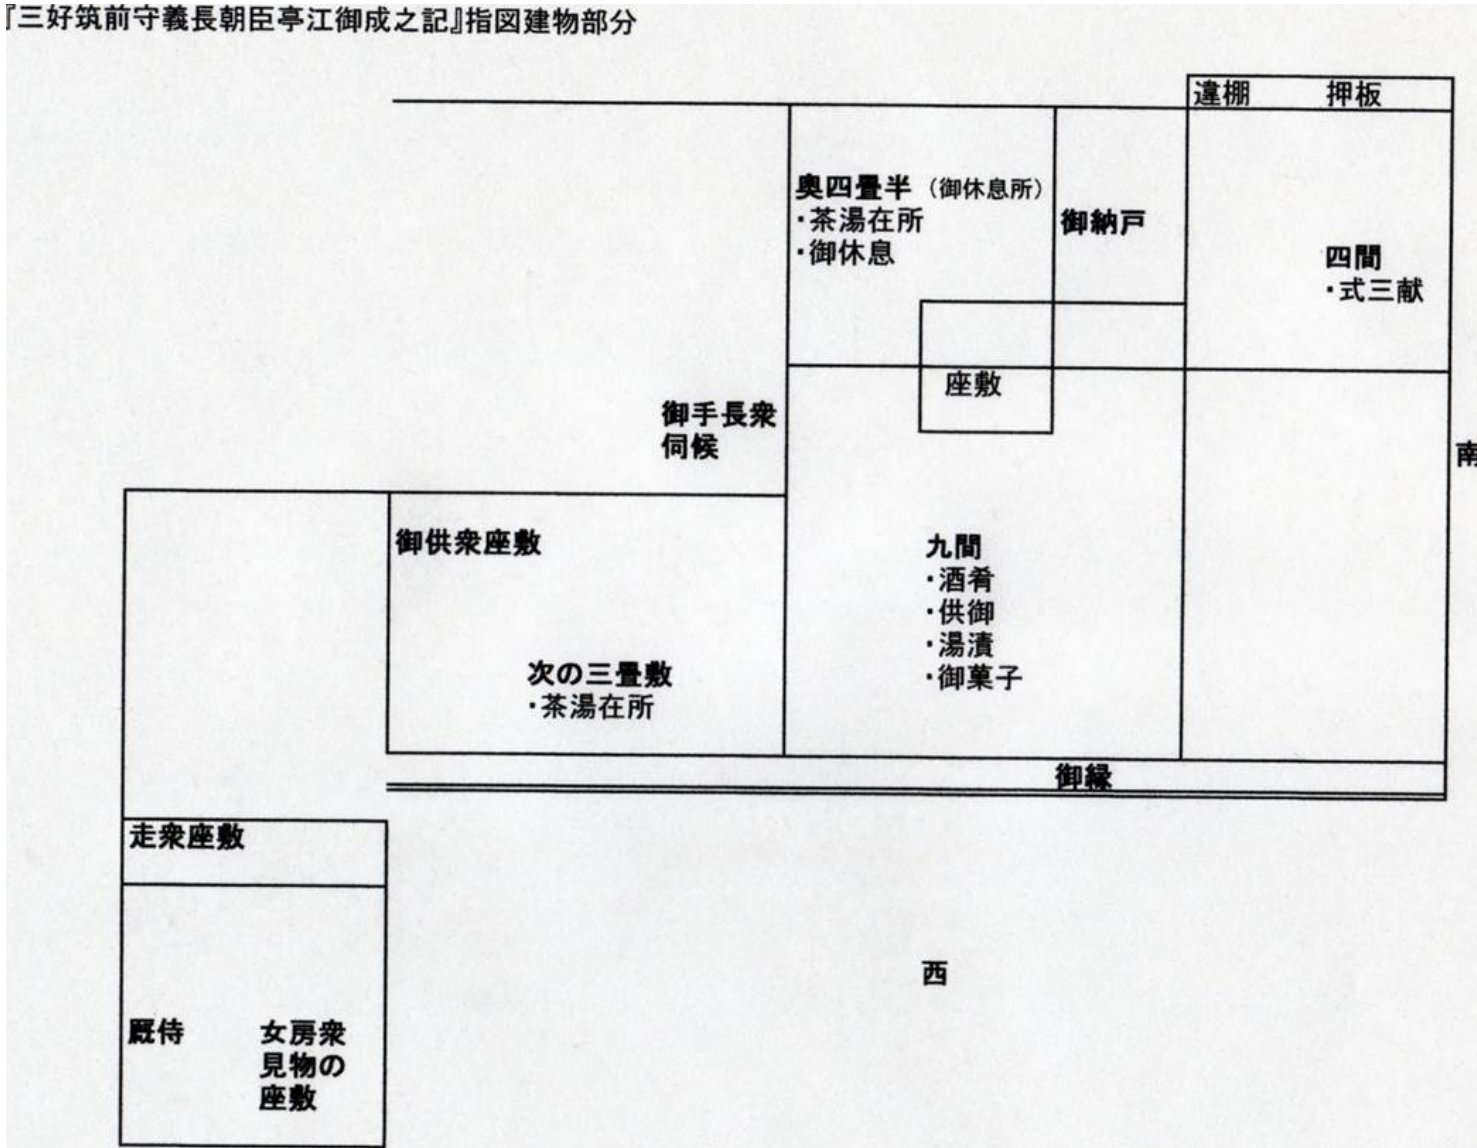 『三好筑前守義長朝臣亭江御成之記』指図建物部分
違棚　押板
奥四畳半（御休息所）
・茶湯在所
・御休息
御納戸
四間
・式三献
座敷
御手長衆
伺候
南
御供衆座敷
九間
・酒肴
・供御
・湯漬
・御菓子
次の三畳敷
・茶湯在所
御縁
走衆座敷
西
厩侍
女房衆
見物の
座敷